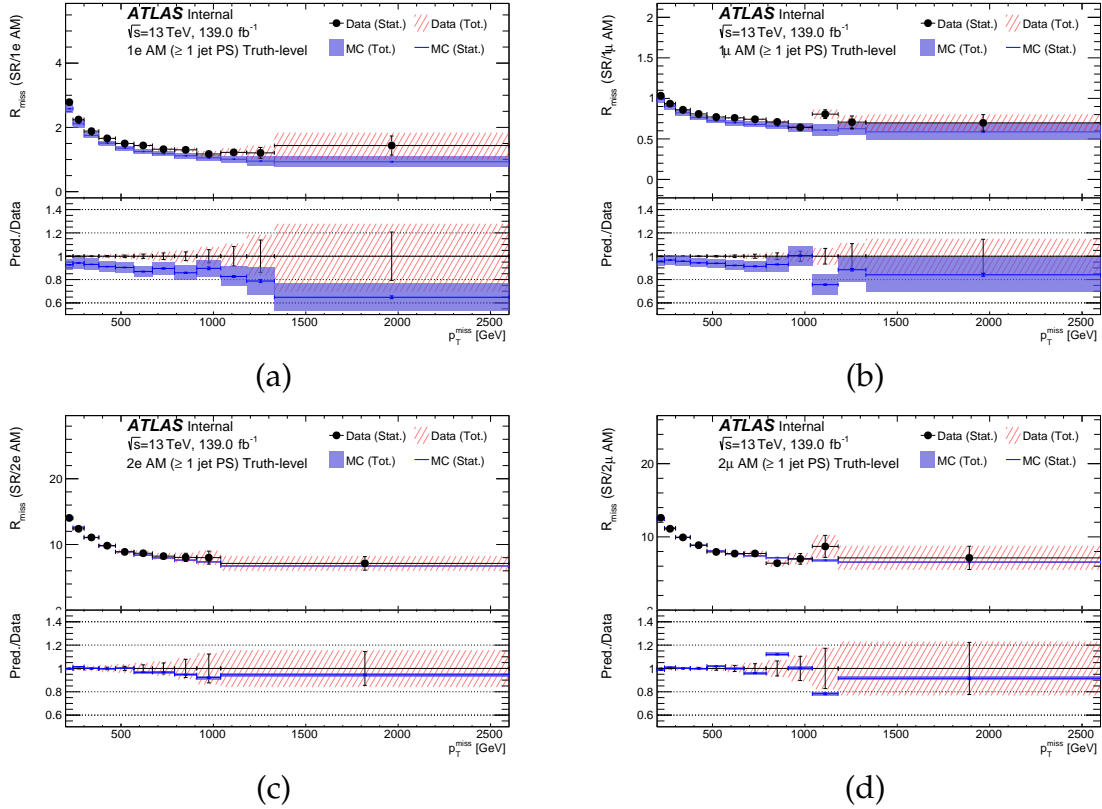 ATLAS Internal
√s=13 TeV, 139.0 fb⁻¹
1e AM (≥ 1 jet PS) Truth-level
Data (Stat.)
Data (Tot.)
MC (Tot.)
MC (Stat.)
R_miss (SR/1e AM)
6
4
2
0
Pred./Data
1.4
1.2
1
0.8
0.6
500 1000 1500 2000 2500
p_T^miss [GeV]
(a)
ATLAS Internal
√s=13 TeV, 139.0 fb⁻¹
1μ AM (≥ 1 jet PS) Truth-level
Data (Stat.)
Data (Tot.)
MC (Tot.)
MC (Stat.)
R_miss (SR/1μ AM)
2
1.5
1
0.5
0
Pred./Data
1.4
1.2
1
0.8
0.6
500 1000 1500 2000 2500
p_T^miss [GeV]
(b)
ATLAS Internal
√s=13 TeV, 139.0 fb⁻¹
2e AM (≥ 1 jet PS) Truth-level
Data (Stat.)
Data (Tot.)
MC (Tot.)
MC (Stat.)
R_miss (SR/2e AM)
20
10
0
Pred./Data
1.4
1.2
1
0.8
0.6
500 1000 1500 2000 2500
p_T^miss [GeV]
(c)
ATLAS Internal
√s=13 TeV, 139.0 fb⁻¹
2μ AM (≥ 1 jet PS) Truth-level
Data (Stat.)
Data (Tot.)
MC (Tot.)
MC (Stat.)
R_miss (SR/2μ AM)
20
10
0
Pred./Data
1.4
1.2
1
0.8
0.6
500 1000 1500 2000 2500
p_T^miss [GeV]
(d)